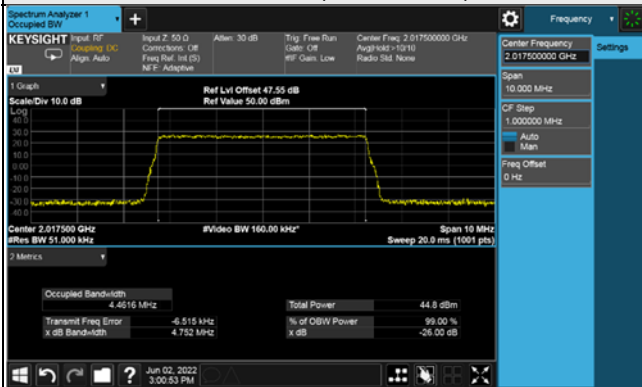 Spectrum Analyzer 1
Occupied BW
+
Frequency
KEYSIGHT
Input: RF
Coupling: DC
Align: Auto
Input Z: 50 Ω
Corrections: Off
Freq Ref: Int (S)
NFE: Adaptive
Atten: 30 dB
Trig: Free Run
Gate: Off
#IF Gain: Low
Center Freq: 2.017500000 GHz
Avg|Hold:>10/10
Radio Std: None
Center Frequency
2.017500000 GHz
Settings
Span
10.000 MHz
CF Step
1.000000 MHz
Auto
Man
Freq Offset
0 Hz
1 Graph
Scale/Div 10.0 dB
Ref Lvl Offset 47.55 dB
Ref Value 50.00 dBm
Log
40.0
30.0
20.0
10.0
0.00
-10.0
-20.0
-30.0
-40.0
Center 2.017500 GHz
#Res BW 51.000 kHz
#Video BW 160.00 kHz*
Span 10 MHz
Sweep 20.0 ms (1001 pts)
2 Metrics
Occupied Bandwidth
4.4616 MHz
Total Power
44.8 dBm
Transmit Freq Error
-6.515 kHz
% of OBW Power
99.00 %
x dB Bandwidth
4.752 MHz
x dB
-26.00 dB
?
Jun 02, 2022
3:00:53 PM